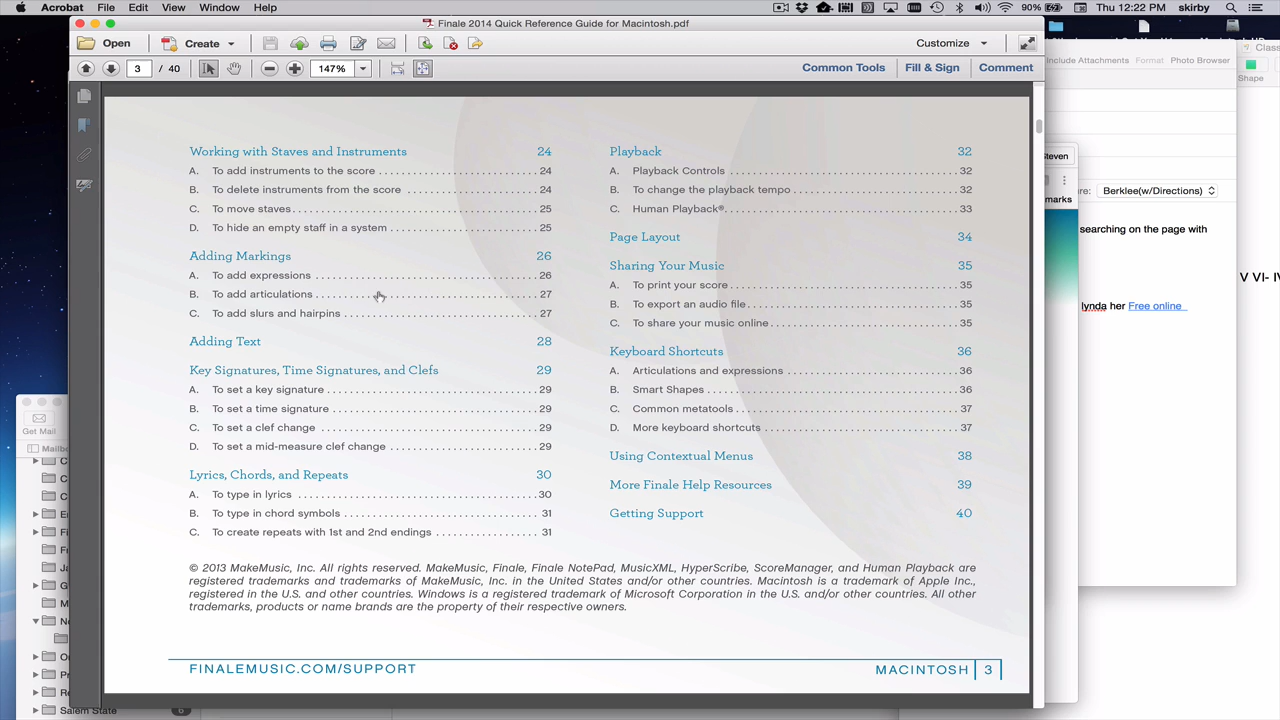 Acrobat File Edit View Window Help
90% Thu 12:22 PM skirby
Finale 2014 Quick Reference Guide for Macintosh.pdf
Open Create Customize
3 / 40 147% Common Tools Fill & Sign Comment
Working with Staves and Instruments 24
A. To add instruments to the score 24
B. To delete instruments from the score 24
C. To move staves 25
D. To hide an empty staff in a system 25
Adding Markings 26
A. To add expressions 26
B. To add articulations 27
C. To add slurs and hairpins 27
Adding Text 28
Key Signatures, Time Signatures, and Clefs 29
A. To set a key signature 29
B. To set a time signature 29
C. To set a clef change 29
D. To set a mid-measure clef change 29
Lyrics, Chords, and Repeats 30
A. To type in lyrics 30
B. To type in chord symbols 31
C. To create repeats with 1st and 2nd endings 31
Playback 32
A. Playback Controls 32
B. To change the playback tempo 32
C. Human Playback® 33
Page Layout 34
Sharing Your Music 35
A. To print your score 35
B. To export an audio file 35
C. To share your music online 35
Keyboard Shortcuts 36
A. Articulations and expressions 36
B. Smart Shapes 36
C. Common metatools 37
D. More keyboard shortcuts 37
Using Contextual Menus 38
More Finale Help Resources 39
Getting Support 40
© 2013 MakeMusic, Inc. All rights reserved. MakeMusic, Finale, Finale NotePad, MusicXML, HyperScribe, ScoreManager, and Human Playback are
registered trademarks and trademarks of MakeMusic, Inc. in the United States and/or other countries. Macintosh is a trademark of Apple Inc.,
registered in the U.S. and other countries. Windows is a registered trademark of Microsoft Corporation in the U.S. and/or other countries. All other
trademarks, products or name brands are the property of their respective owners.
FINALEMUSIC.COM/SUPPORT MACINTOSH 3
Include Attachments Format Photo Browser
Shape
Steven
marks
Berklee(w/Directions)
searching on the page with
V VI- IV
lynda her Free online
Get Mail
Salem State 6